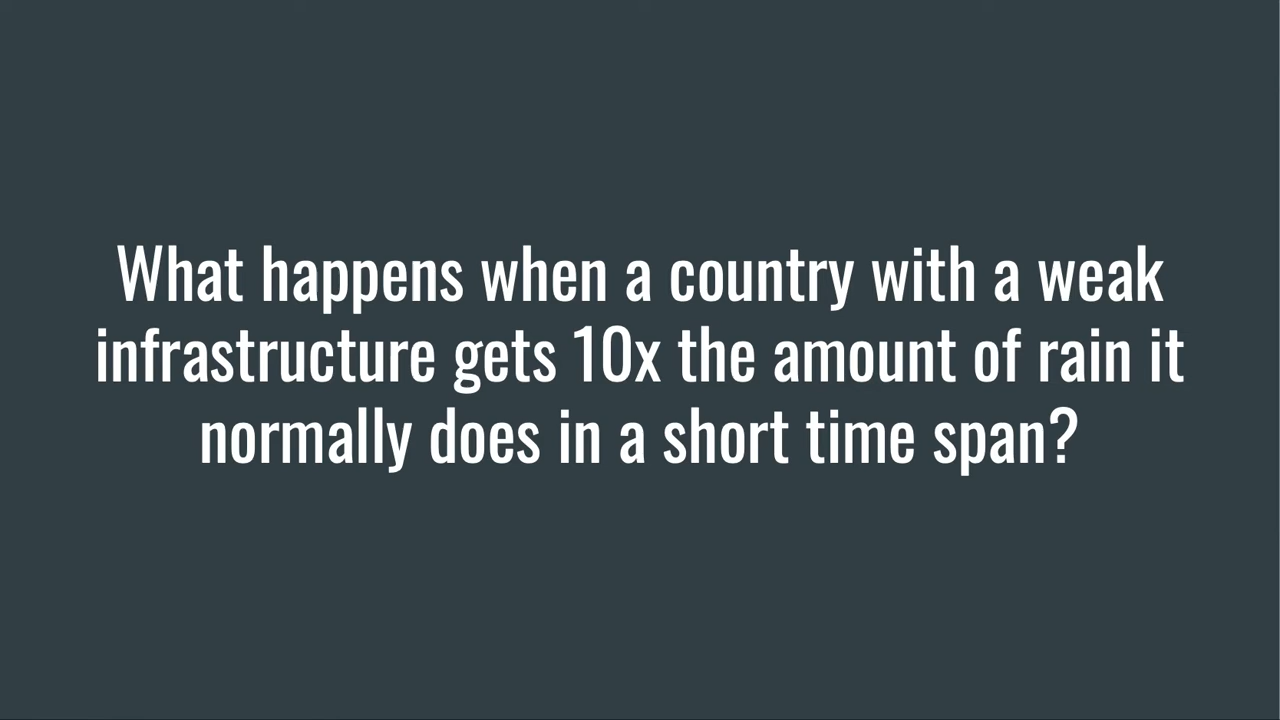 What happens when a country with a weak
infrastructure gets 10x the amount of rain it
normally does in a short time span?